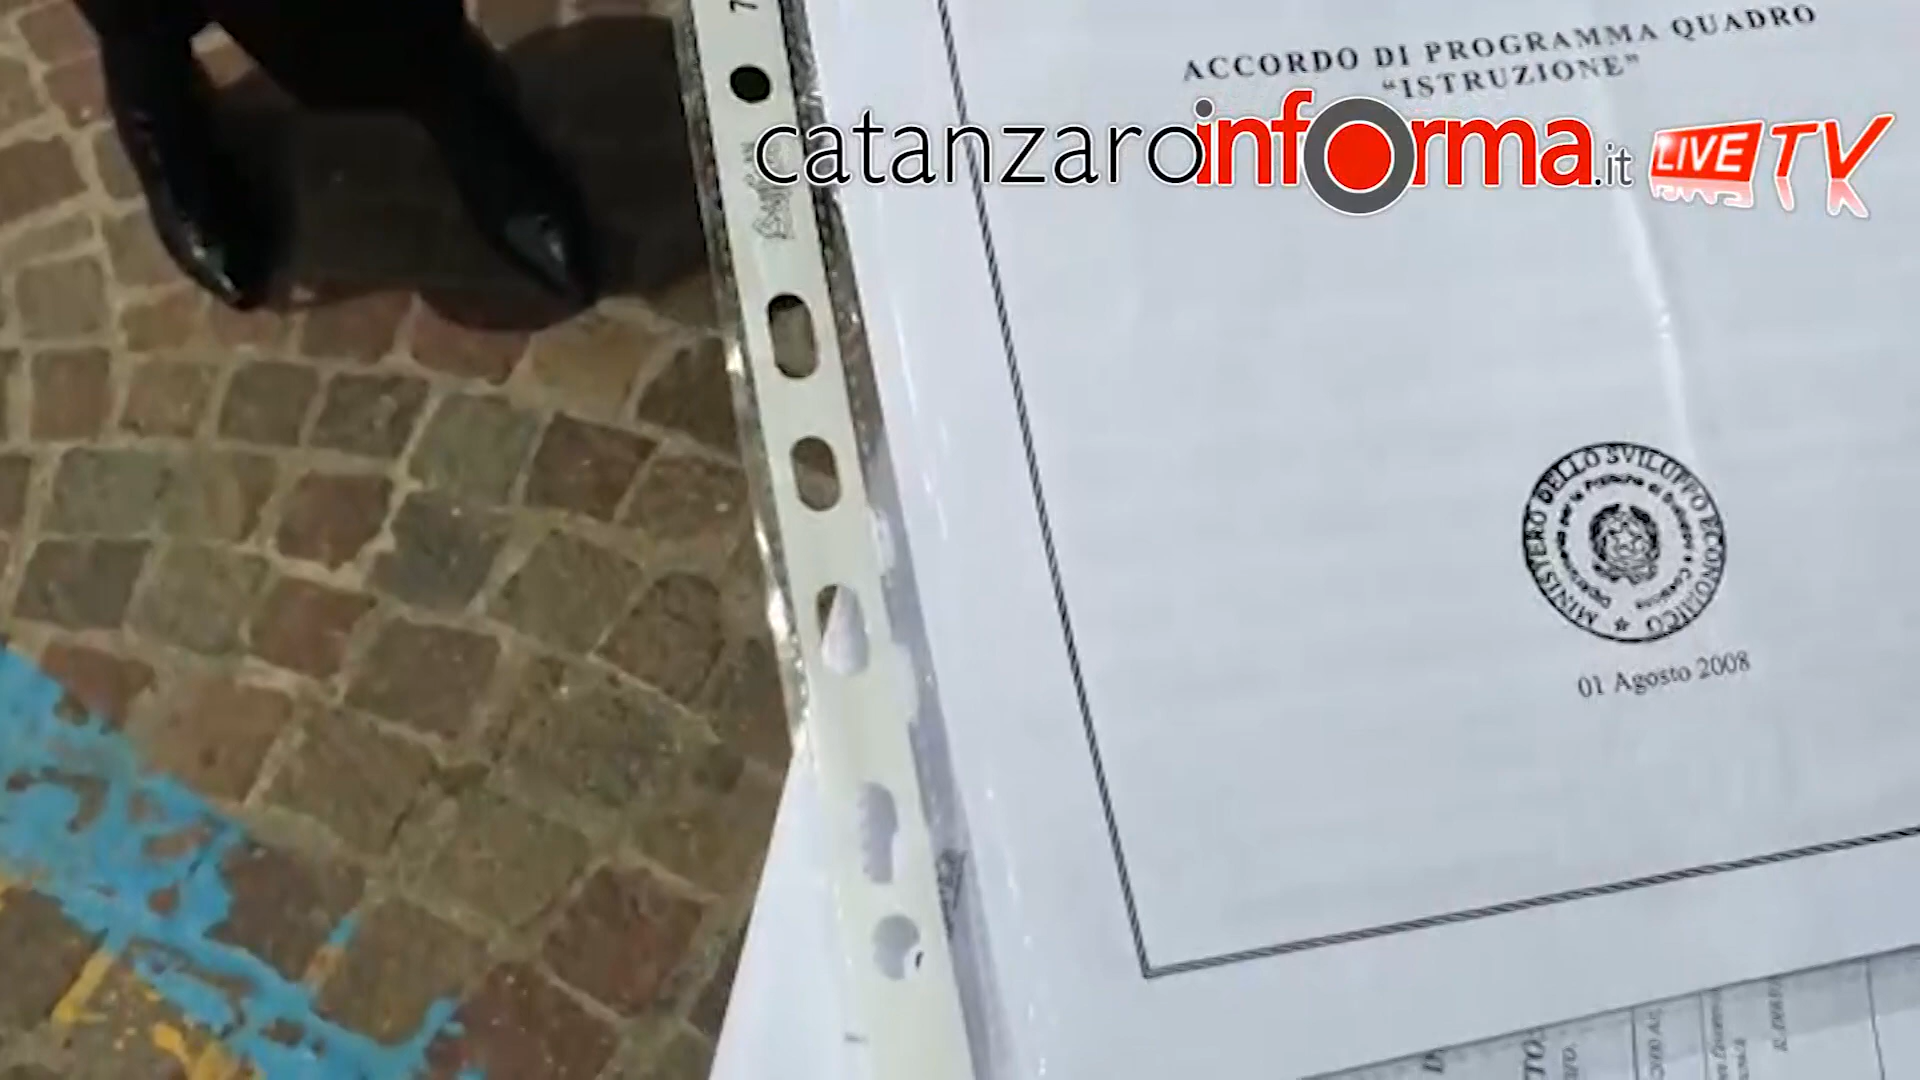 ACCORDO DI PROGRAMMA QUADRO
“ISTRUZIONE”
catanzaroinforma.it LIVE TV
MINISTERO DELLO SVILUPPO ECONOMICO
01 Agosto 2008